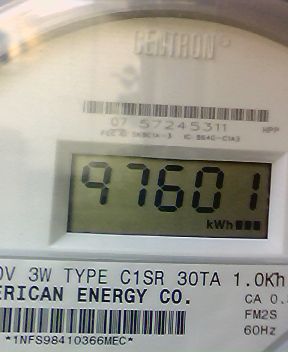 CENTRON
07 57245311 HPP
97601
kWh
0V 3W TYPE C1SR 30TA 1.0Kh
ERICAN ENERGY CO. CA 0.
FM2S
*1NFS98410366MEC* 60Hz